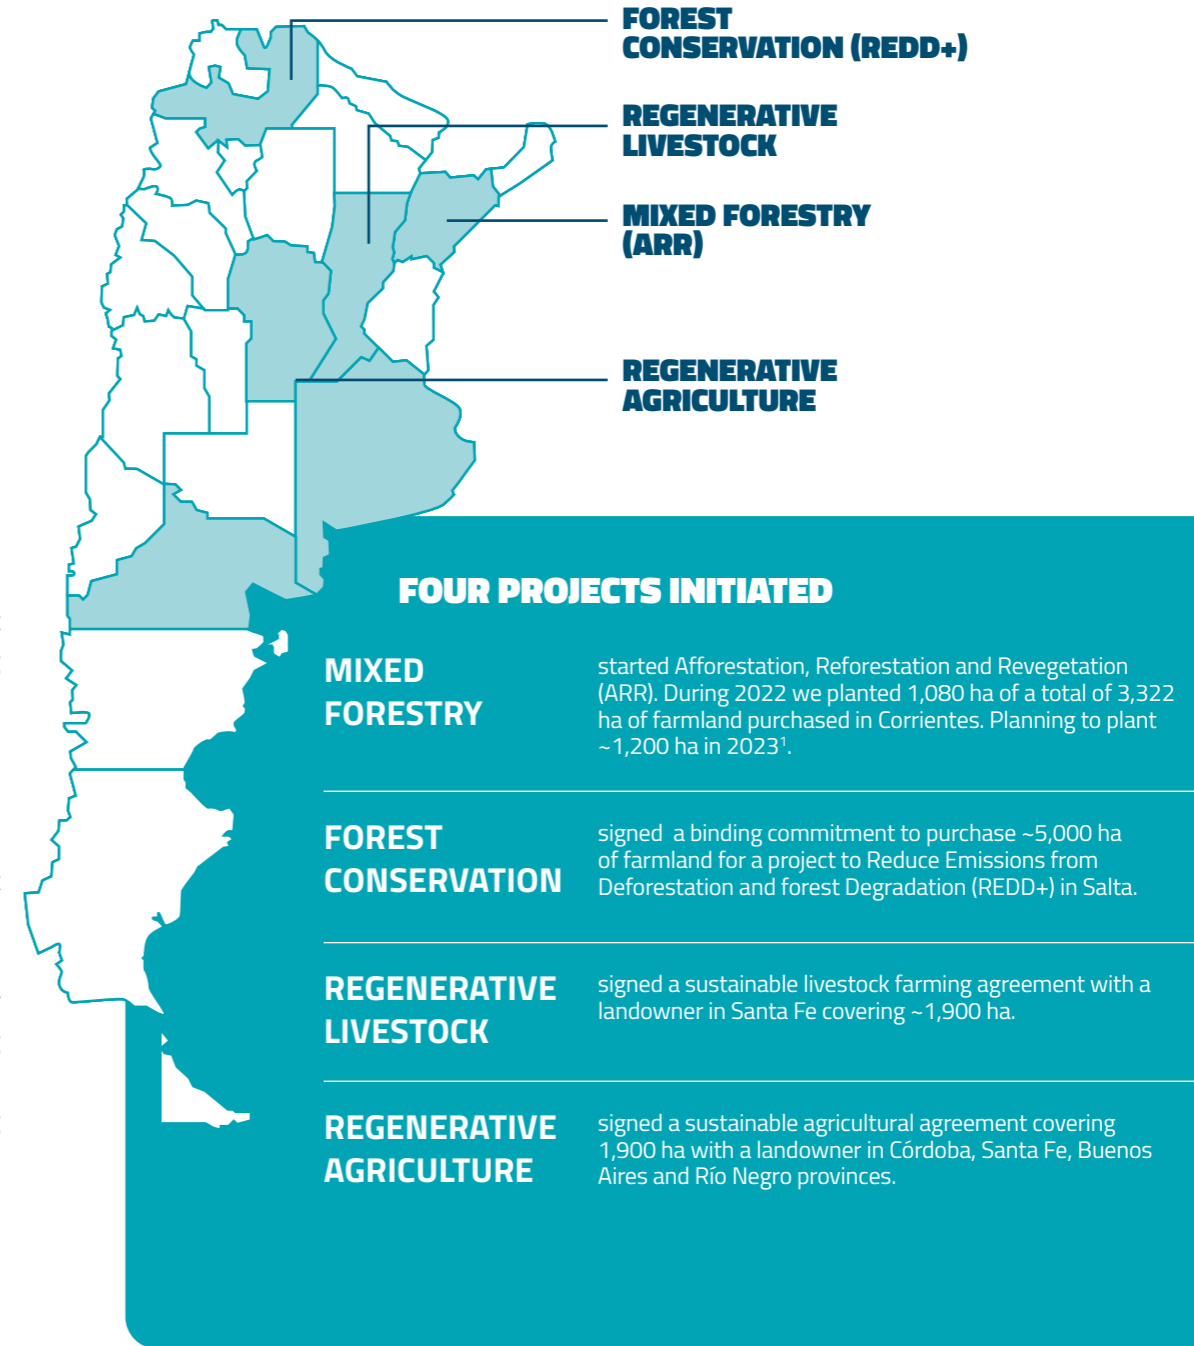 FOREST
CONSERVATION (REDD+)
REGENERATIVE
LIVESTOCK
MIXED FORESTRY
(ARR)
REGENERATIVE
AGRICULTURE
FOUR PROJECTS INITIATED
MIXED
FORESTRY
started Afforestation, Reforestation and Revegetation
(ARR). During 2022 we planted 1,080 ha of a total of 3,322
ha of farmland purchased in Corrientes. Planning to plant
~1,200 ha in 2023¹.
FOREST
CONSERVATION
signed a binding commitment to purchase ~5,000 ha
of farmland for a project to Reduce Emissions from
Deforestation and forest Degradation (REDD+) in Salta.
REGENERATIVE
LIVESTOCK
signed a sustainable livestock farming agreement with a
landowner in Santa Fe covering ~1,900 ha.
REGENERATIVE
AGRICULTURE
signed a sustainable agricultural agreement covering
1,900 ha with a landowner in Córdoba, Santa Fe, Buenos
Aires and Río Negro provinces.